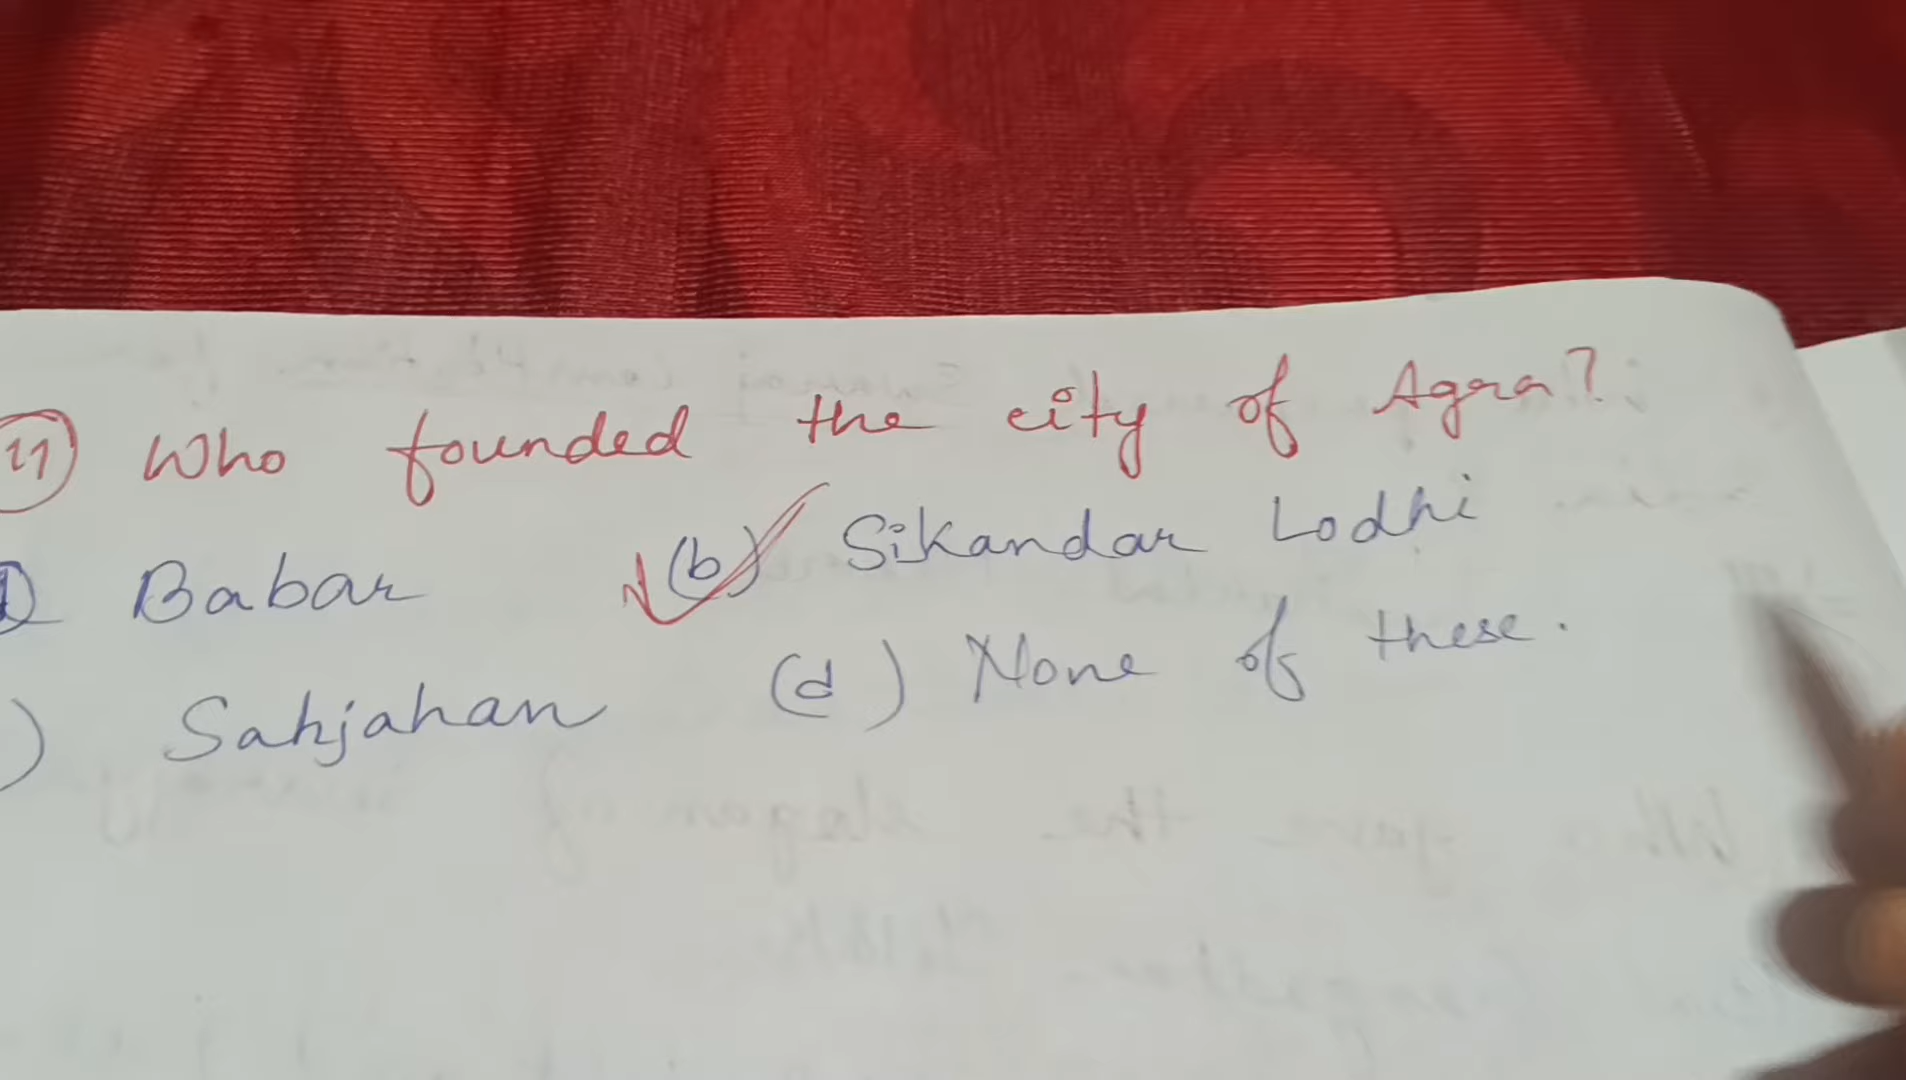 11 Who founded the city of Agra?
Babar (b) Sikandar Lodhi
) Sahjahan (d) None of these.